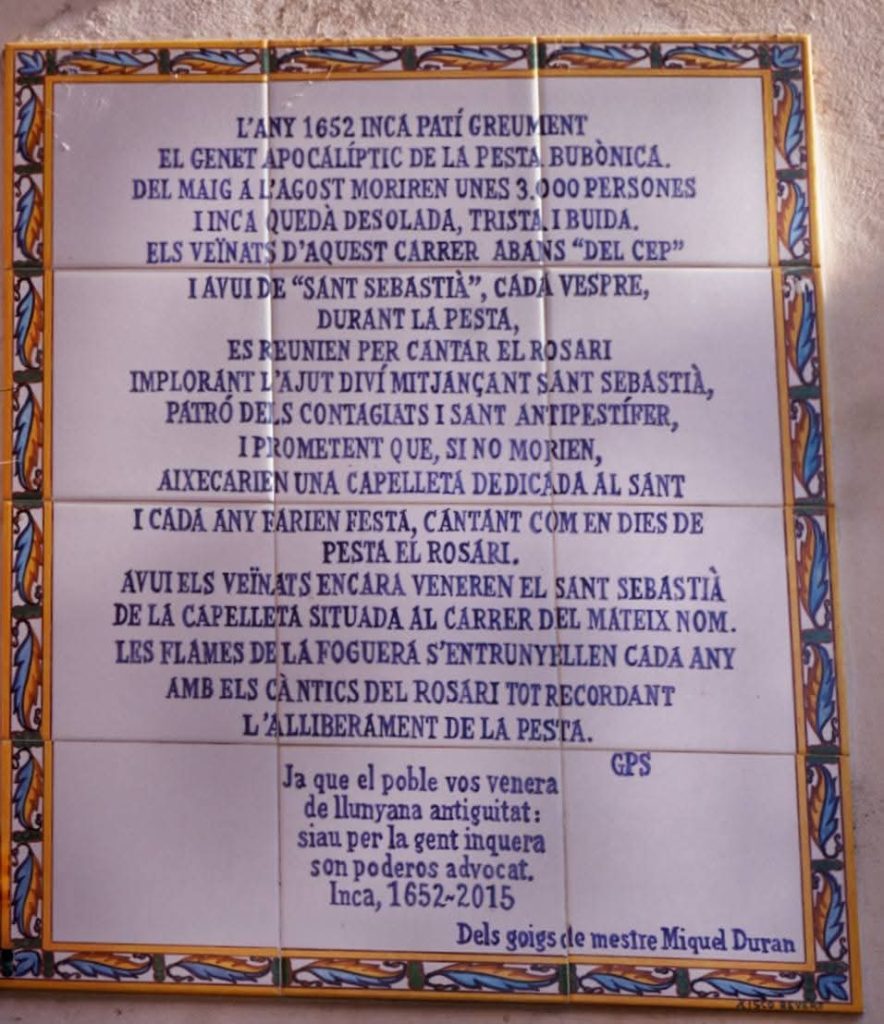 L'ANY 1652 INCA PATÍ GREUMENT
EL GENET APOCALÍPTIC DE LA PESTA BUBÒNICA.
DEL MAIG A L'AGOST MORIREN UNES 3.000 PERSONES
I INCA QUEDÀ DESOLADA, TRISTA I BUIDA.
ELS VEÏNATS D'AQUEST CARRER ABANS "DEL CEP"
I AVUI DE "SANT SEBASTIÀ", CADA VESPRE,
DURANT LA PESTA,
ES REUNIEN PER CANTAR EL ROSARI
IMPLORANT L'AJUT DIVÍ MITJANÇANT SANT SEBASTIÀ,
PATRÓ DELS CONTAGIATS I SANT ANTIPESTÍFER,
I PROMETENT QUE, SI NO MORIEN,
AIXECARIEN UNA CAPELLETA DEDICADA AL SANT
I CADA ANY FARIEN FESTA, CANTANT COM EN DIES DE
PESTA EL ROSARI.
AVUI ELS VEÏNATS ENCARA VENEREN EL SANT SEBASTIÀ
DE LA CAPELLETA SITUADA AL CARRER DEL MATEIX NOM.
LES FLAMES DE LA FOGUERA S'ENTRUNYELLEN CADA ANY
AMB ELS CÀNTICS DEL ROSARI TOT RECORDANT
L'ALLIBERAMENT DE LA PESTA.
GPS
Ja que el poble vos venera
de llunyana antiguitat:
siau per la gent inquera
son poderos advocat.
Inca, 1652~2015
Dels goigs de mestre Miquel Duran